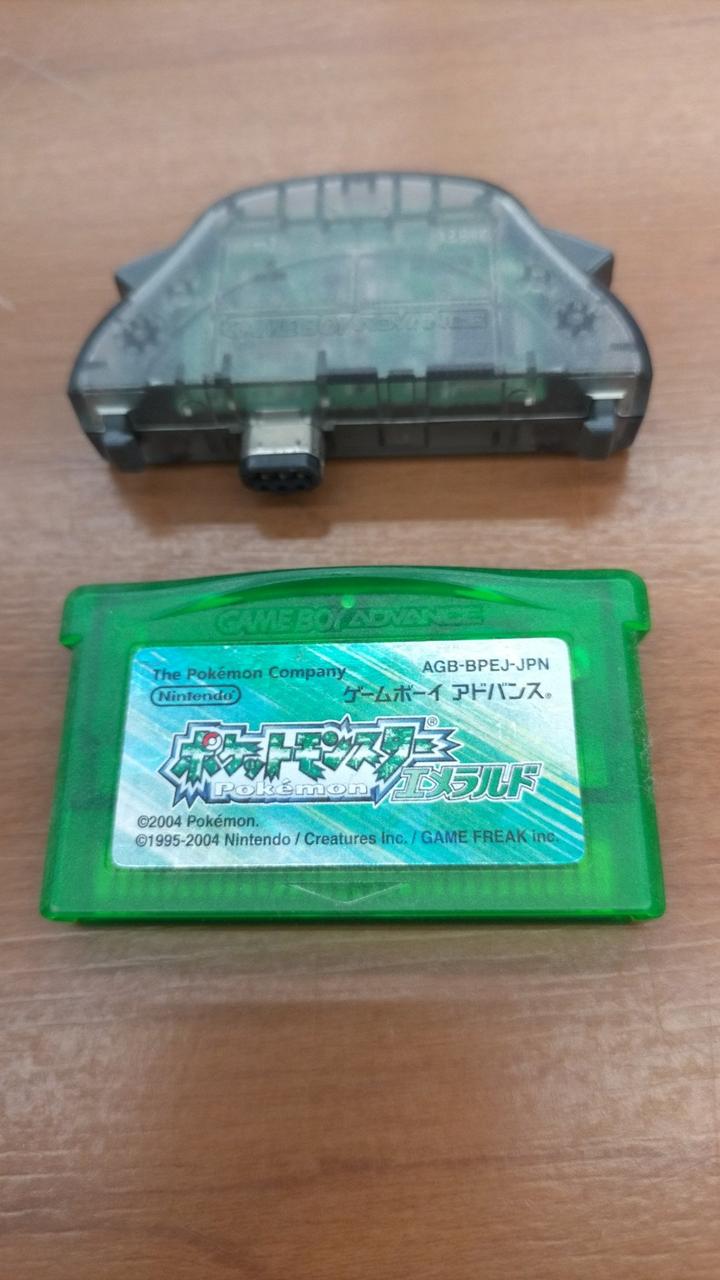 GAME BOY ADVANCE
GAME BOY ADVANCE
The Pokémon Company
AGB-BPEJ-JPN
Nintendo
ゲームボーイ アドバンス®
ポケットモンスター®
Pokémon
エメラルド
©2004 Pokémon.
©1995-2004 Nintendo / Creatures Inc. / GAME FREAK inc.